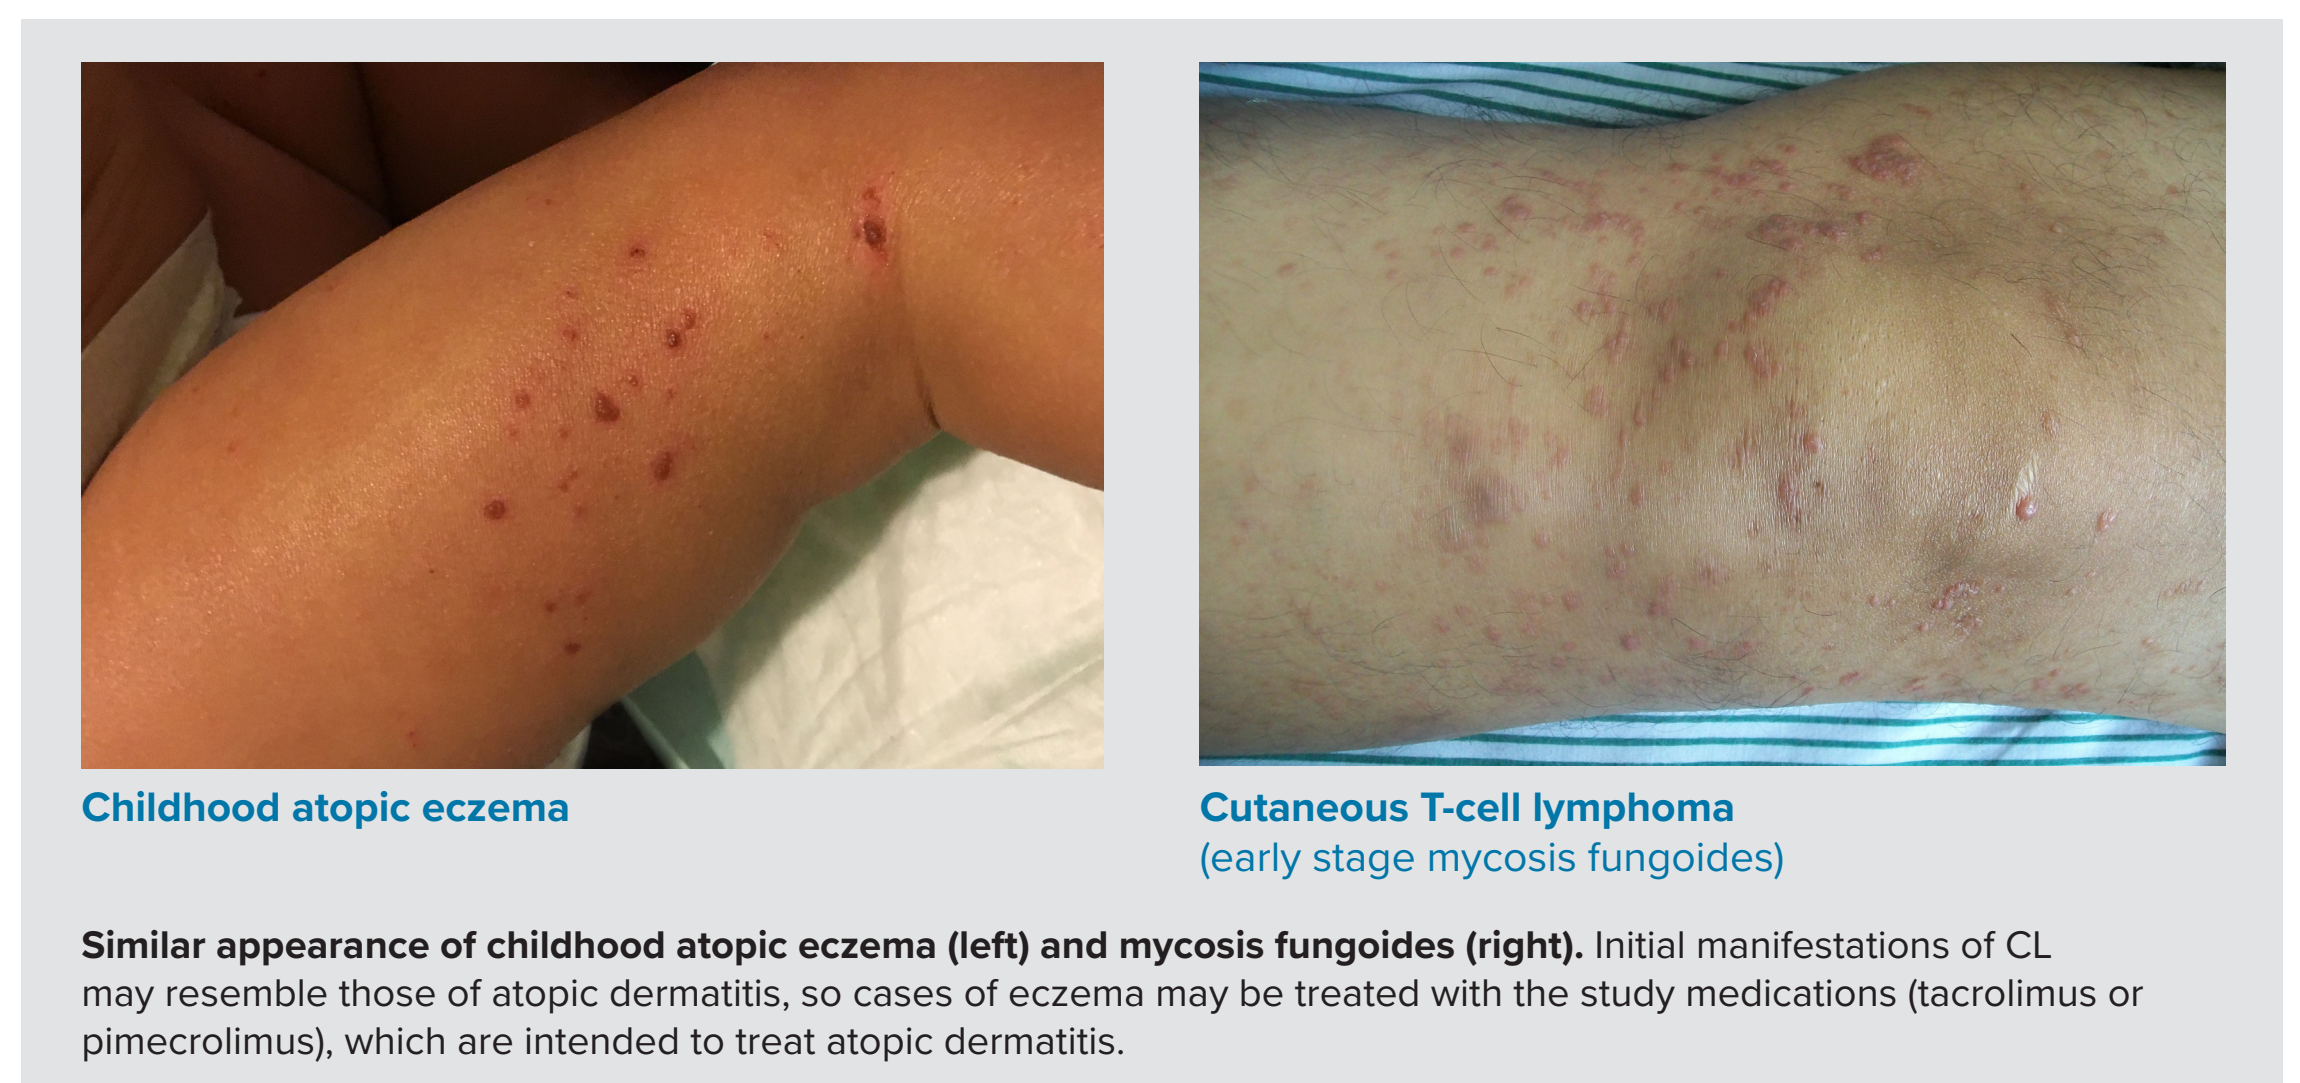 Childhood atopic eczema
Cutaneous T-cell lymphoma
(early stage mycosis fungoides)
Similar appearance of childhood atopic eczema (left) and mycosis fungoides (right). Initial manifestations of CL
may resemble those of atopic dermatitis, so cases of eczema may be treated with the study medications (tacrolimus or
pimecrolimus), which are intended to treat atopic dermatitis.